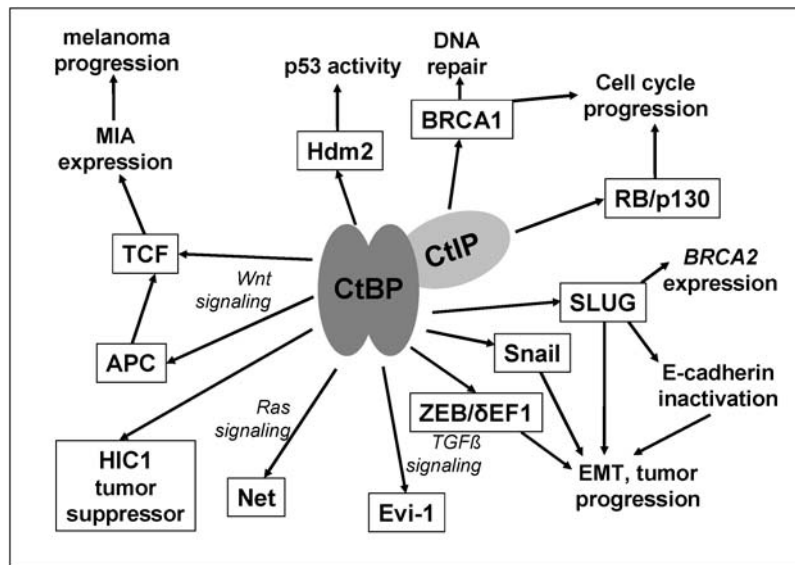 melanoma
progression
p53 activity
DNA
repair
Cell cycle
progression
MIA
expression
Hdm2
BRCA1
RB/p130
TCF
CtIP
CtBP
Wnt
signaling
BRCA2
expression
SLUG
APC
Snail
E-cadherin
inactivation
Ras
signaling
ZEB/δEF1
TGFß
signaling
HIC1
tumor
suppressor
Net
Evi-1
EMT, tumor
progression